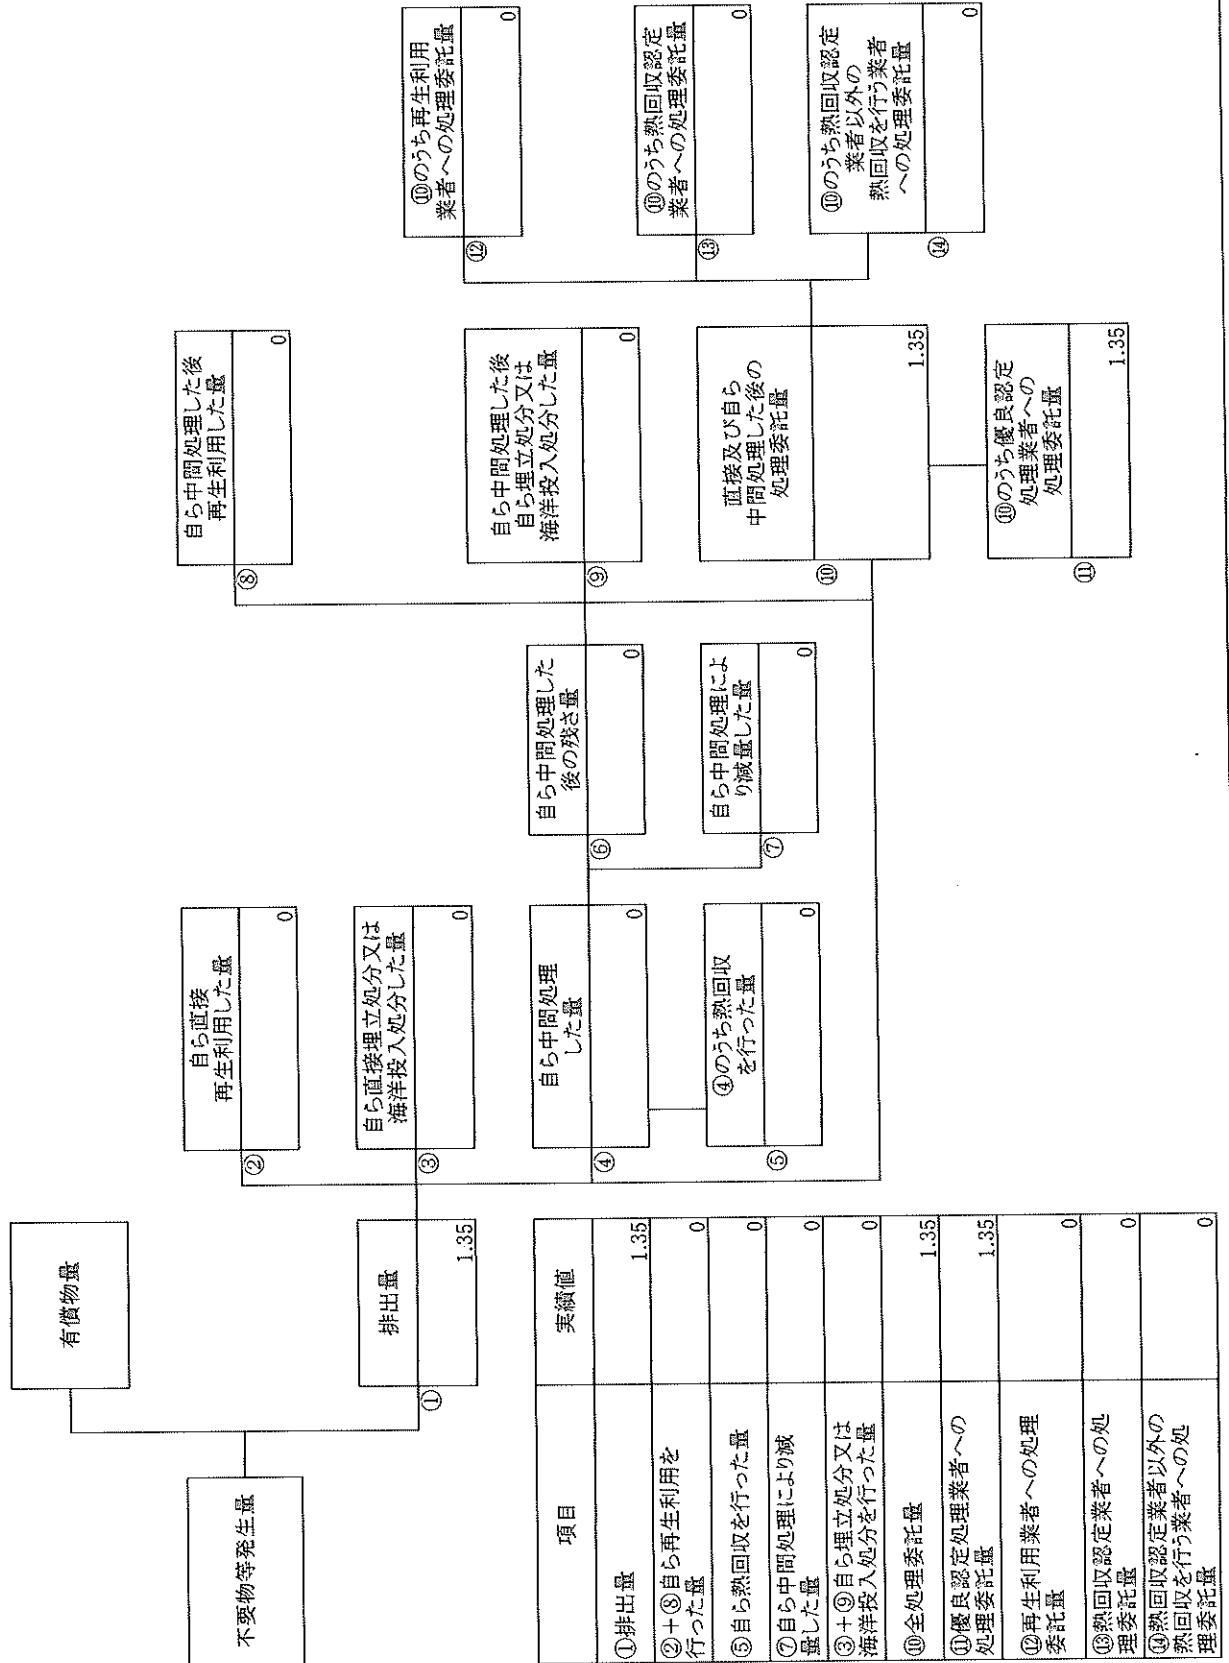 不要物等発生量
有償物量
排出量
①
1.35
自ら直接
再生利用した量
②
0
自ら直接埋立処分又は
海洋投入処分した量
③
0
自ら中間処理
した量
④
0
④のうち熱回収
を行った量
⑤
0
自ら中間処理した
後の残さ量
⑥
0
自ら中間処理によ
り減量した量
⑦
0
自ら中間処理した後
再生利用した量
⑧
0
自ら中間処理した後
自ら埋立処分又は
海洋投入処分した量
⑨
0
直接及び自ら
中間処理した後の
処理委託量
⑩
1.35
⑩のうち優良認定
処理業者への
処理委託量
⑪
1.35
⑩のうち再生利用
業者への処理委託量
⑫
0
⑩のうち熱回収認定
業者への処理委託量
⑬
0
⑩のうち熱回収認定
業者以外の
熱回収を行う業者
への処理委託量
⑭
0
項目 実績値
①排出量 1.35
②+⑧自ら再生利用を
行った量 0
⑤自ら熱回収を行った量 0
⑦自ら中間処理により減
量した量 0
③+⑨自ら埋立処分又は
海洋投入処分を行った量 0
⑩全処理委託量 1.35
⑪優良認定処理業者への
処理委託量 1.35
⑫再生利用業者への処理
委託量 0
⑬熱回収認定業者への処
理委託量 0
⑭熱回収認定業者以外の
熱回収を行う業者への処
理委託量 0